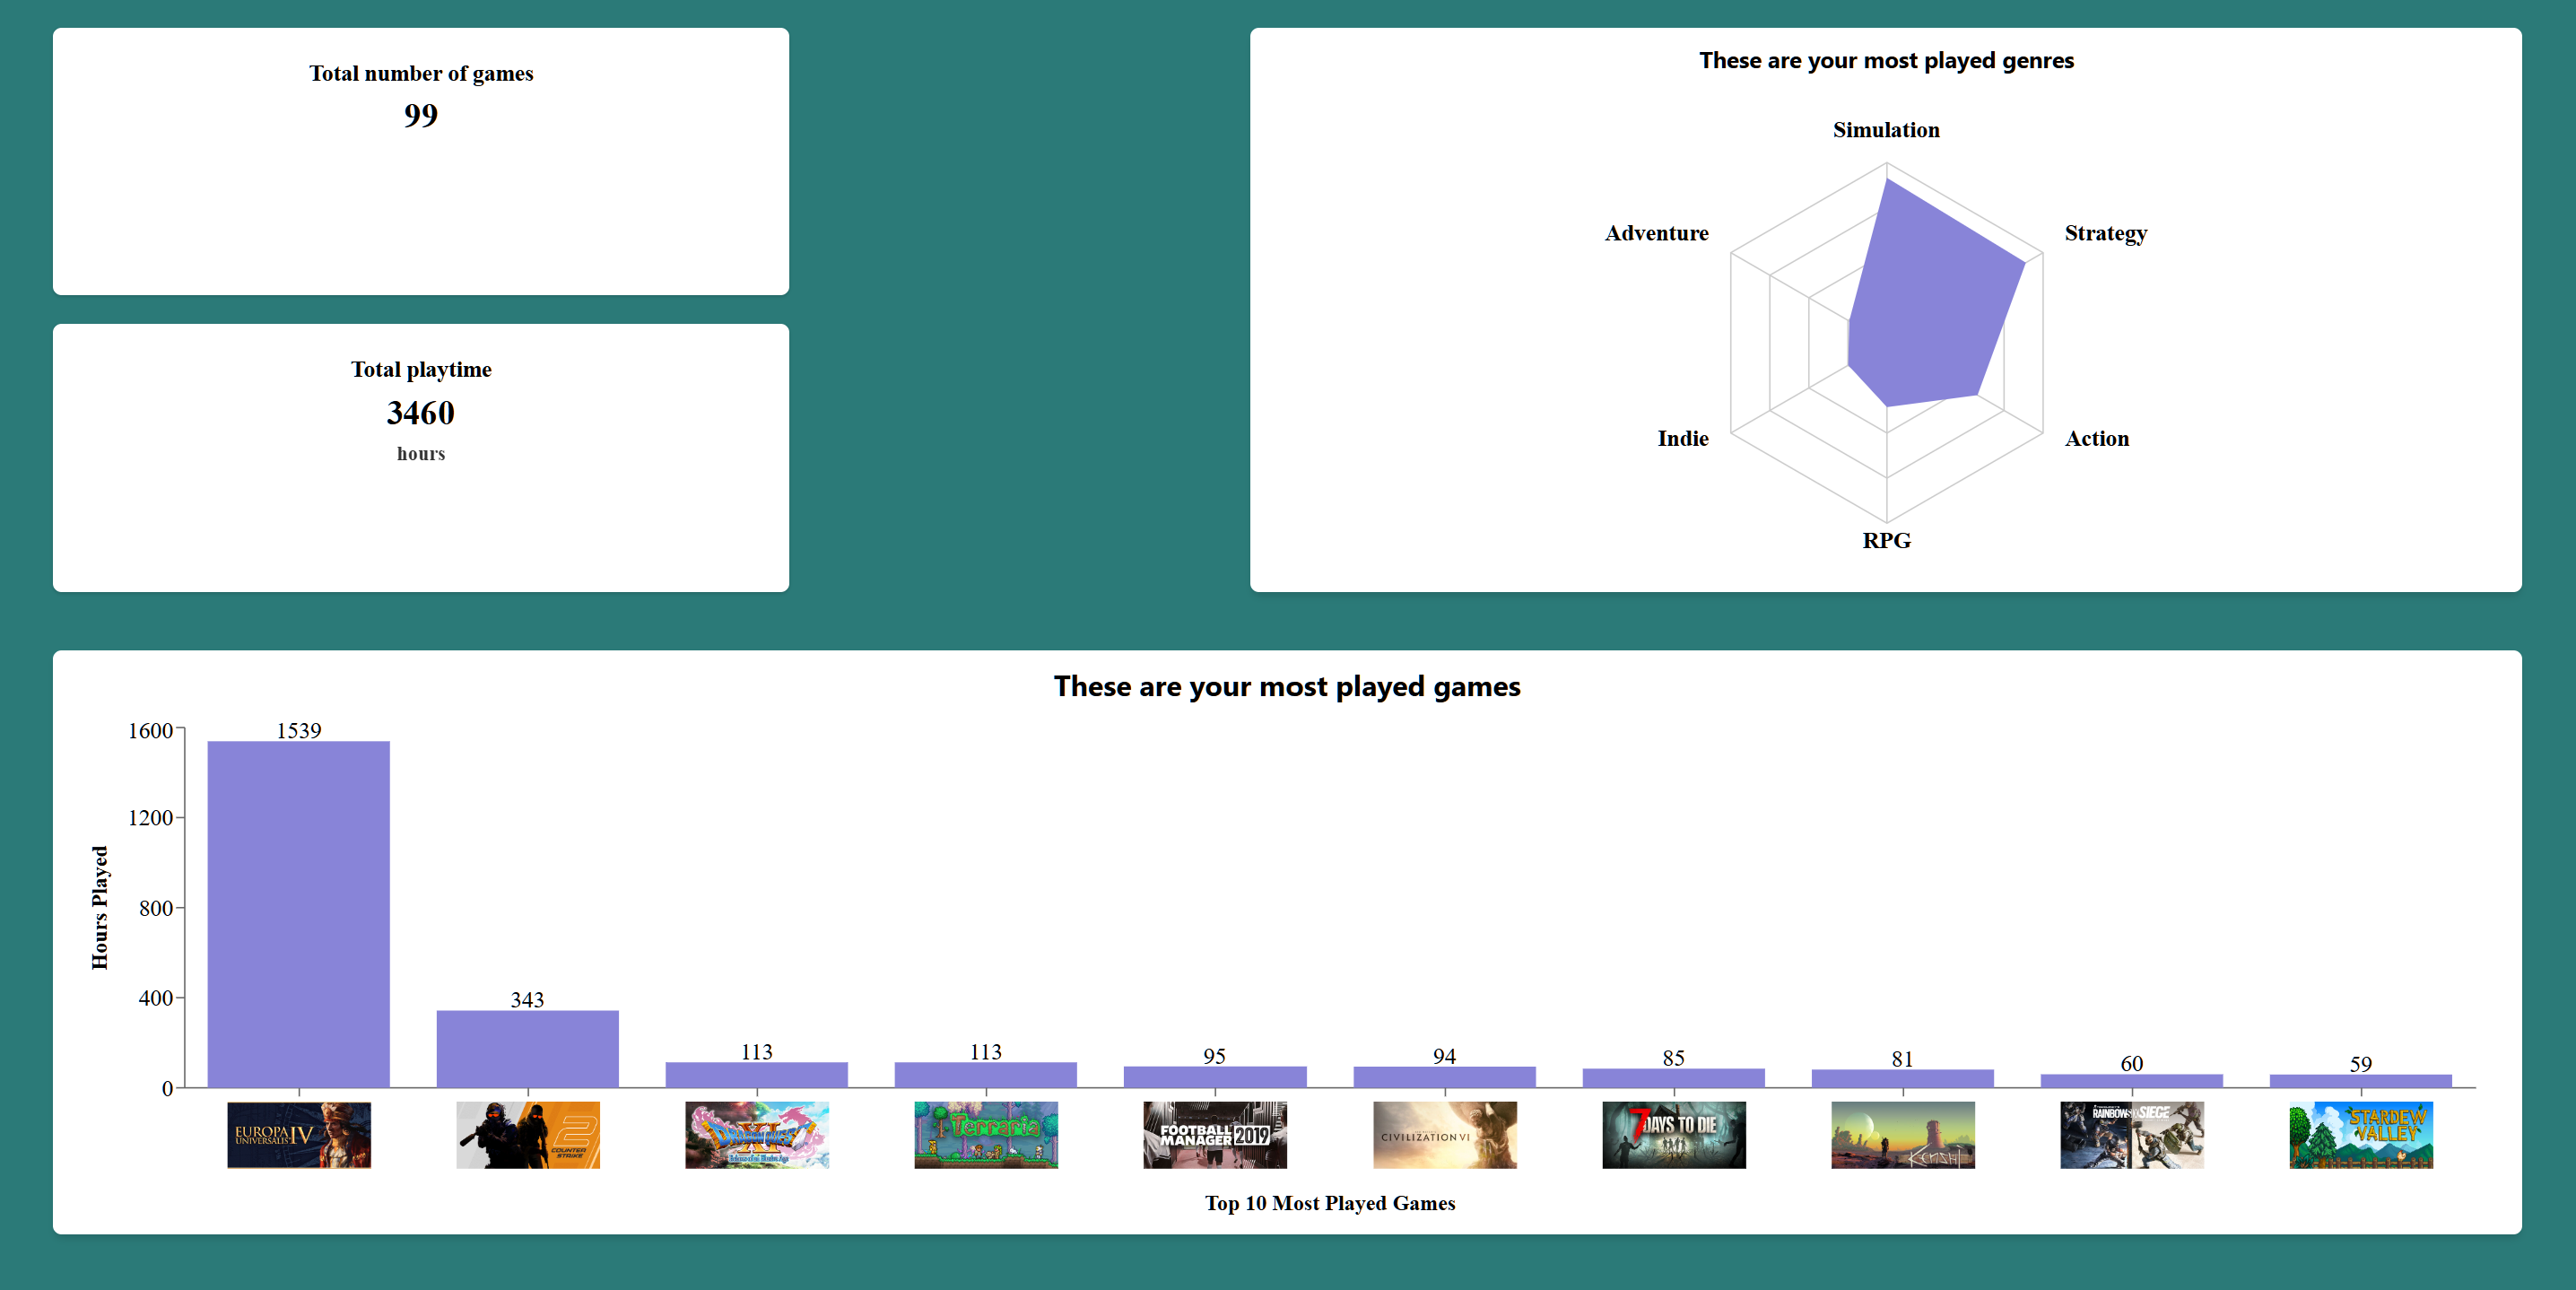 Total number of games
99
Total playtime
3460
hours
These are your most played genres
Simulation
Adventure
Strategy
Indie
Action
RPG
These are your most played games
Hours Played
1600
1200
800
400
0
1539
343
113
113
95
94
85
81
60
59
EUROPA
UNIVERSALIS IV
2
COUNTER
STRIKE
DRAGON QUEST
XI
Terraria
FOOTBALL
MANAGER 2019
CIVILIZATION VI
7 DAYS TO DIE
KENSHI
RAINBOW SIX SIEGE
STARDEW
VALLEY
Top 10 Most Played Games